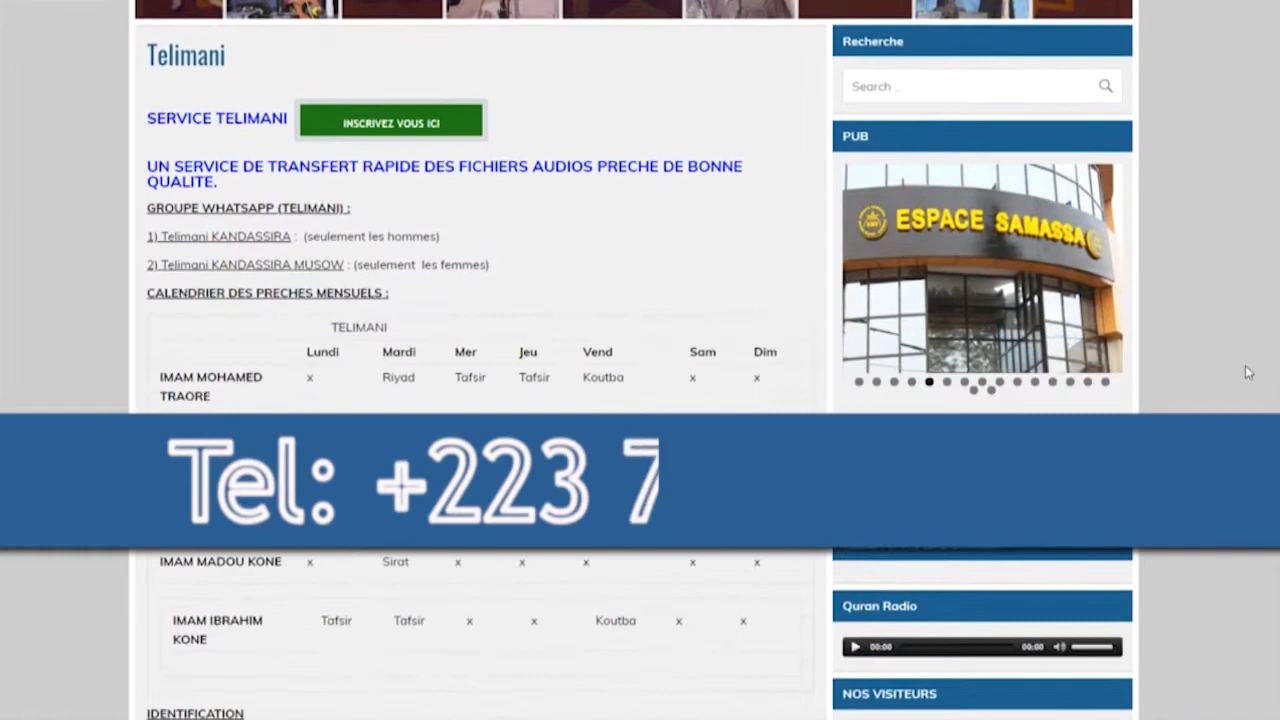 Telimani
SERVICE TELIMANI
INSCRIVEZ VOUS ICI
UN SERVICE DE TRANSFERT RAPIDE DES FICHIERS AUDIOS PRECHE DE BONNE
QUALITE.
GROUPE WHATSAPP (TELIMANI) :
1) Telimani KANDASSIRA : (seulement les hommes)
2) Telimani KANDASSIRA MUSOW : (seulement les femmes)
CALENDRIER DES PRECHES MENSUELS :
TELIMANI
Lundi Mardi Mer Jeu Vend Sam Dim
IMAM MOHAMED x Riyad Tafsir Tafsir Koutba x x
TRAORE
Tel: +223 7
IMAM MADOU KONE x Sirat x x x x x
IMAM IBRAHIM Tafsir Tafsir x x Koutba x x
KONE
IDENTIFICATION
Recherche
Search ...
PUB
ESPACE SAMASSA
Quran Radio
00:00 00:00
NOS VISITEURS